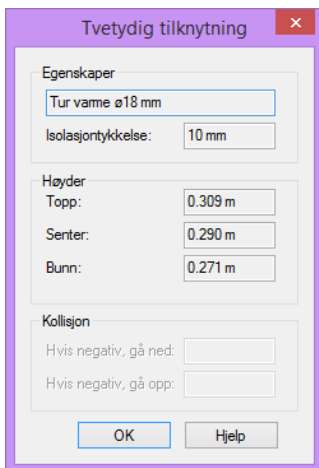 Tvetydig tilknytning
Egenskaper
Tur varme ø18 mm
Isolasjontykkelse: 10 mm
Høyder
Topp: 0.309 m
Senter: 0.290 m
Bunn: 0.271 m
Kollisjon
Hvis negativ, gå ned:
Hvis negativ, gå opp:
OK Hjelp